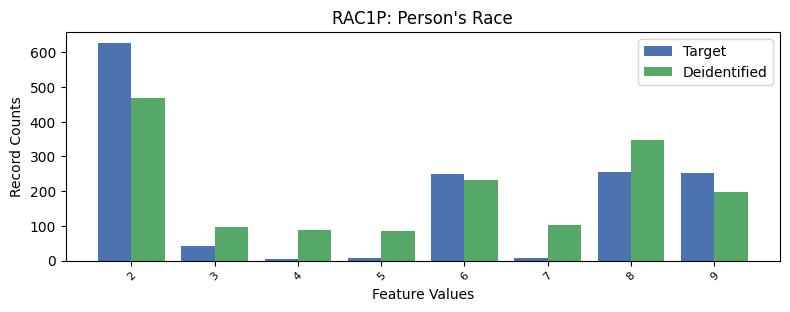 RAC1P: Person's Race
Target
Deidentified
Record Counts
600
500
400
300
200
100
0
2 3 4 5 6 7 8 9
Feature Values